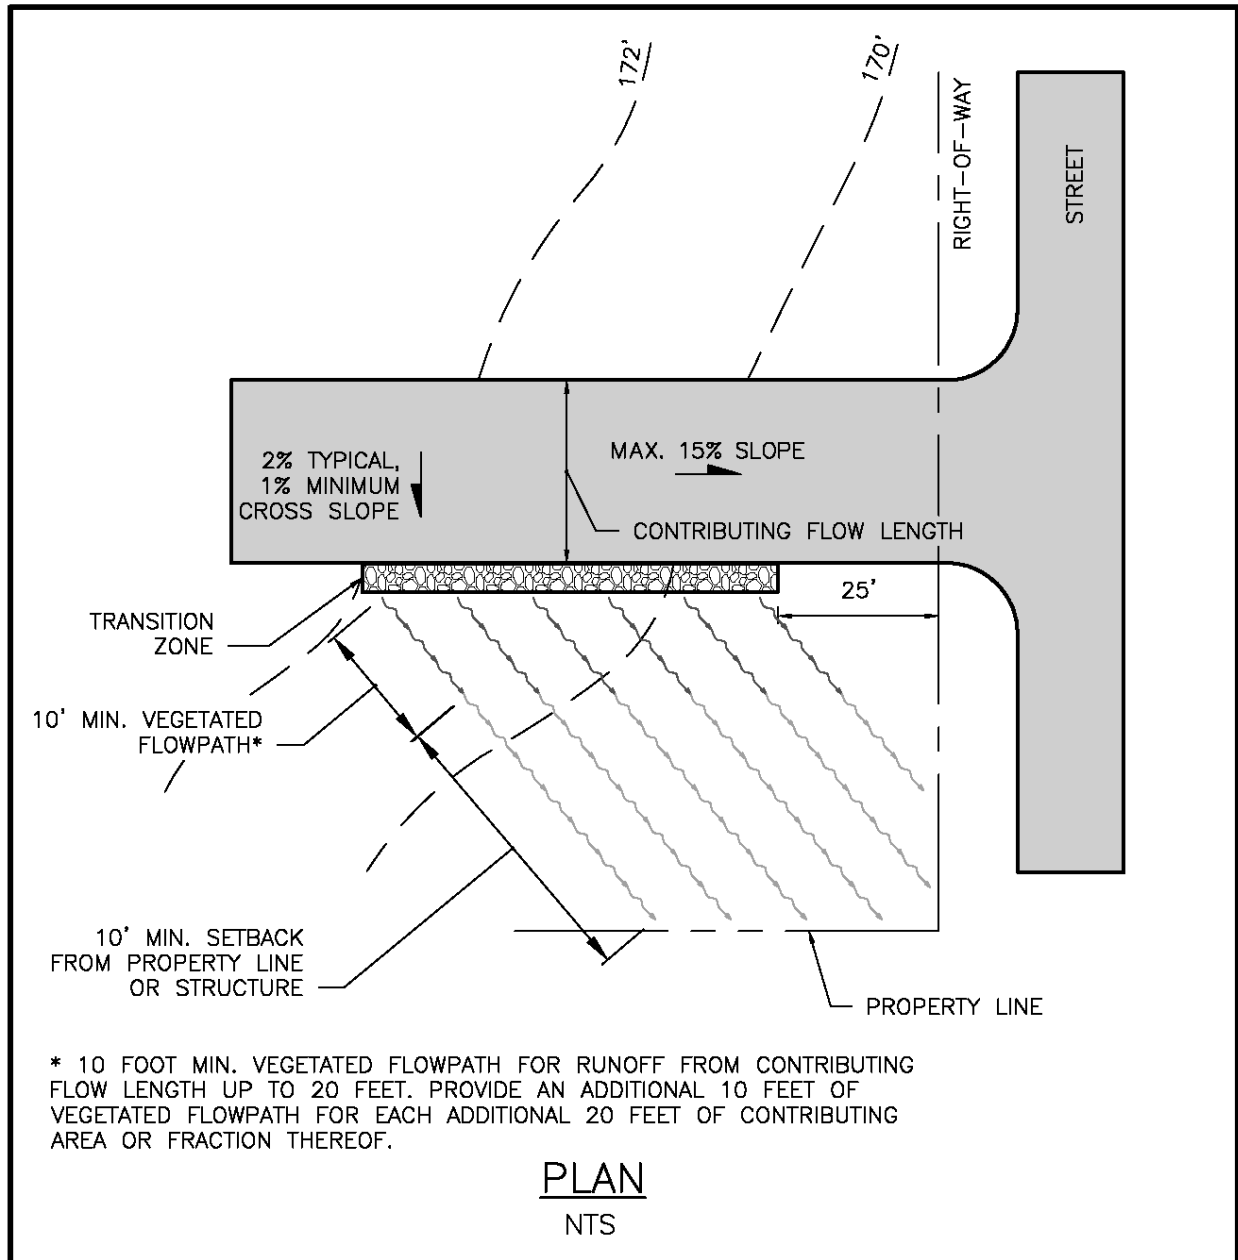 172'
170'
RIGHT-OF-WAY
STREET
2% TYPICAL,
1% MINIMUM
CROSS SLOPE
MAX. 15% SLOPE
CONTRIBUTING FLOW LENGTH
25'
TRANSITION
ZONE
10' MIN. VEGETATED
FLOWPATH*
10' MIN. SETBACK
FROM PROPERTY LINE
OR STRUCTURE
PROPERTY LINE
* 10 FOOT MIN. VEGETATED FLOWPATH FOR RUNOFF FROM CONTRIBUTING
FLOW LENGTH UP TO 20 FEET. PROVIDE AN ADDITIONAL 10 FEET OF
VEGETATED FLOWPATH FOR EACH ADDITIONAL 20 FEET OF CONTRIBUTING
AREA OR FRACTION THEREOF.
PLAN
NTS